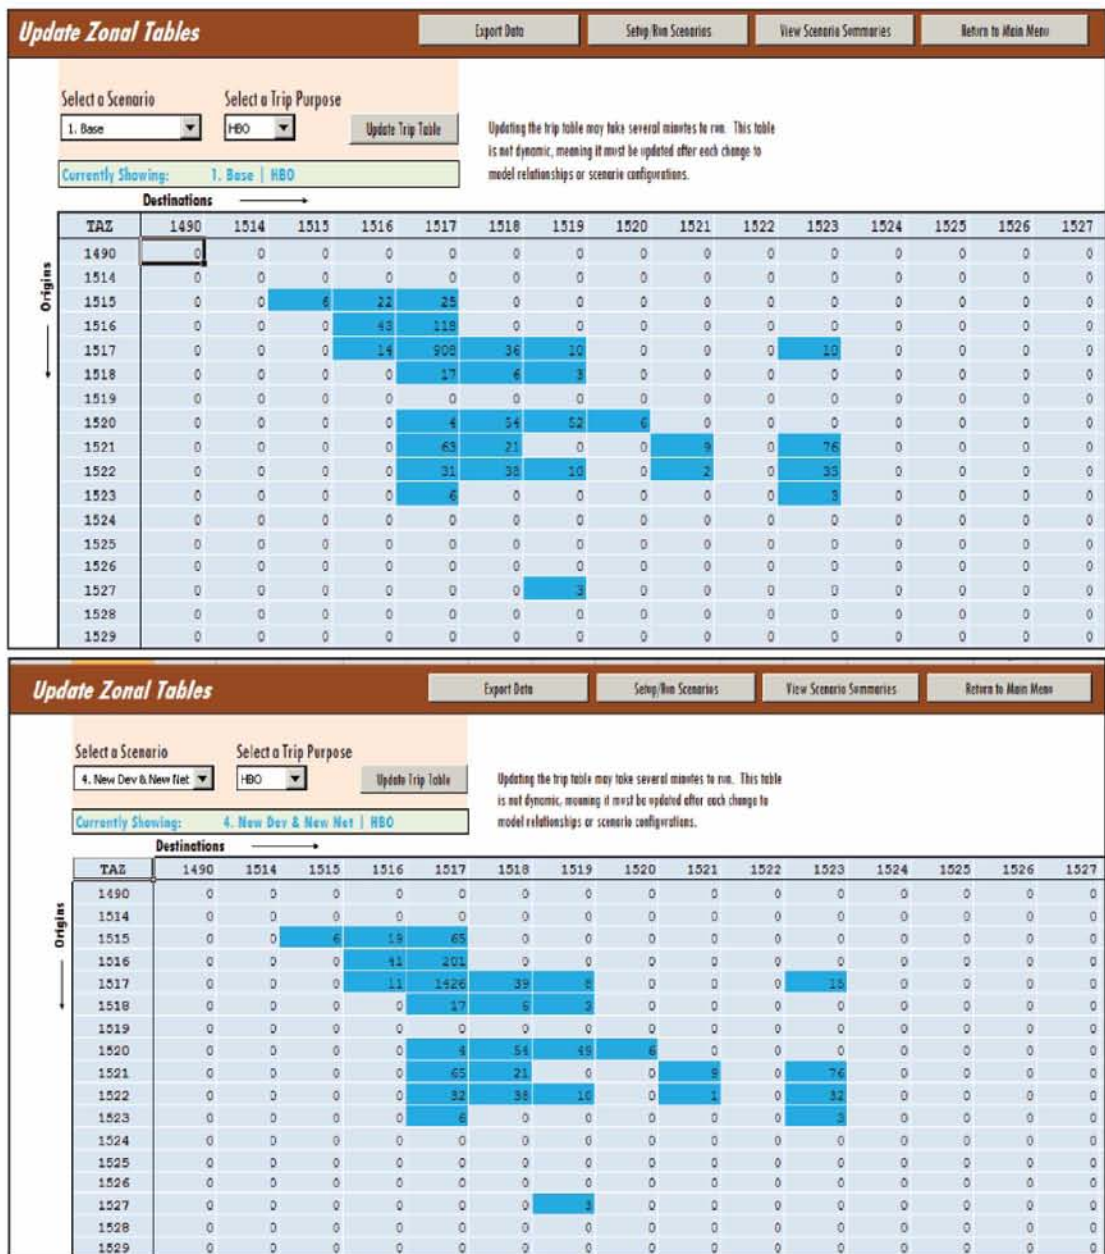 Update Zonal Tables Export Data Setup/Run Scenarios View Scenario Summaries Return to Main Menu
Select a Scenario Select a Trip Purpose
1. Base HBO Update Trip Table
Updating the trip table may take several minutes to run. This table
is not dynamic, meaning it must be updated after each change to
model relationships or scenario configurations.
Currently Showing: 1. Base | HBO
Destinations
Origins
TAZ 1490 1514 1515 1516 1517 1518 1519 1520 1521 1522 1523 1524 1525 1526 1527
1490 0 0 0 0 0 0 0 0 0 0 0 0 0 0 0
1514 0 0 0 0 0 0 0 0 0 0 0 0 0 0 0
1515 0 0 6 22 25 0 0 0 0 0 0 0 0 0 0
1516 0 0 0 43 118 0 0 0 0 0 0 0 0 0 0
1517 0 0 0 14 908 36 10 0 0 0 10 0 0 0 0
1518 0 0 0 0 17 6 3 0 0 0 0 0 0 0 0
1519 0 0 0 0 0 0 0 0 0 0 0 0 0 0 0
1520 0 0 0 0 4 54 52 6 0 0 0 0 0 0 0
1521 0 0 0 0 63 21 0 0 9 0 76 0 0 0 0
1522 0 0 0 0 31 38 10 0 2 0 33 0 0 0 0
1523 0 0 0 0 6 0 0 0 0 0 3 0 0 0 0
1524 0 0 0 0 0 0 0 0 0 0 0 0 0 0 0
1525 0 0 0 0 0 0 0 0 0 0 0 0 0 0 0
1526 0 0 0 0 0 0 0 0 0 0 0 0 0 0 0
1527 0 0 0 0 0 0 3 0 0 0 0 0 0 0 0
1528 0 0 0 0 0 0 0 0 0 0 0 0 0 0 0
1529 0 0 0 0 0 0 0 0 0 0 0 0 0 0 0
Update Zonal Tables Export Data Setup/Run Scenarios View Scenario Summaries Return to Main Menu
Select a Scenario Select a Trip Purpose
4. New Dev & New Net HBO Update Trip Table
Updating the trip table may take several minutes to run. This table
is not dynamic, meaning it must be updated after each change to
model relationships or scenario configurations.
Currently Showing: 4. New Dev & New Net | HBO
Destinations
Origins
TAZ 1490 1514 1515 1516 1517 1518 1519 1520 1521 1522 1523 1524 1525 1526 1527
1490 0 0 0 0 0 0 0 0 0 0 0 0 0 0 0
1514 0 0 0 0 0 0 0 0 0 0 0 0 0 0 0
1515 0 0 6 19 65 0 0 0 0 0 0 0 0 0 0
1516 0 0 0 41 201 0 0 0 0 0 0 0 0 0 0
1517 0 0 0 11 1426 39 8 0 0 0 15 0 0 0 0
1518 0 0 0 0 17 6 3 0 0 0 0 0 0 0 0
1519 0 0 0 0 0 0 0 0 0 0 0 0 0 0 0
1520 0 0 0 0 4 54 49 6 0 0 0 0 0 0 0
1521 0 0 0 0 65 21 0 0 9 0 76 0 0 0 0
1522 0 0 0 0 32 38 10 0 1 0 32 0 0 0 0
1523 0 0 0 0 6 0 0 0 0 0 3 0 0 0 0
1524 0 0 0 0 0 0 0 0 0 0 0 0 0 0 0
1525 0 0 0 0 0 0 0 0 0 0 0 0 0 0 0
1526 0 0 0 0 0 0 0 0 0 0 0 0 0 0 0
1527 0 0 0 0 0 0 3 0 0 0 0 0 0 0 0
1528 0 0 0 0 0 0 0 0 0 0 0 0 0 0 0
1529 0 0 0 0 0 0 0 0 0 0 0 0 0 0 0